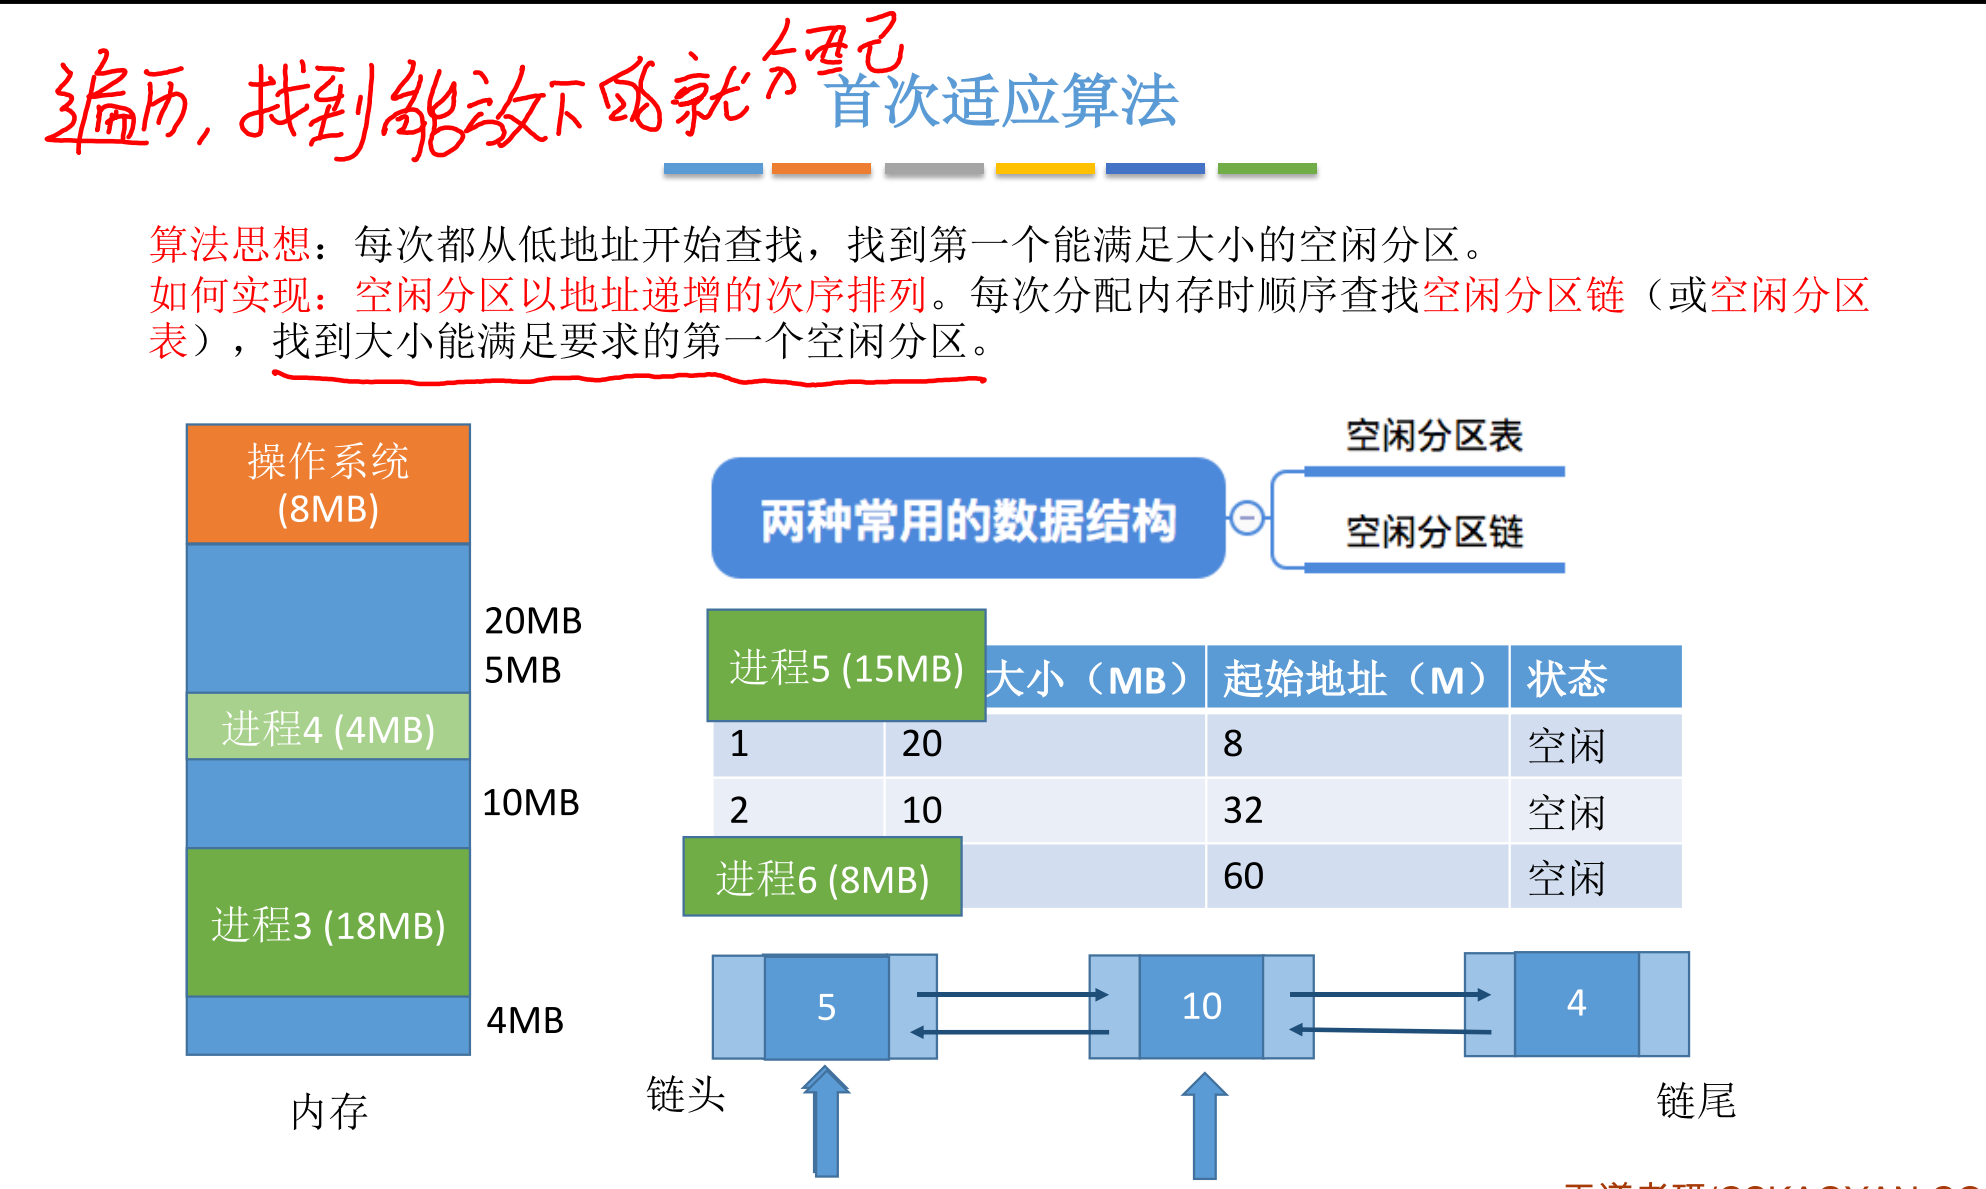 遍历,找到能放下的就分配
首次适应算法
算法思想：每次都从低地址开始查找，找到第一个能满足大小的空闲分区。
如何实现：空闲分区以地址递增的次序排列。每次分配内存时顺序查找空闲分区链（或空闲分区
表），找到大小能满足要求的第一个空闲分区。
操作系统
(8MB)
20MB
5MB
进程4 (4MB)
10MB
进程3 (18MB)
4MB
内存
两种常用的数据结构
空闲分区表
空闲分区链
进程5 (15MB)
大小（MB） 起始地址（M） 状态
1 20 8 空闲
2 10 32 空闲
进程6 (8MB) 60 空闲
5 10 4
链头
链尾